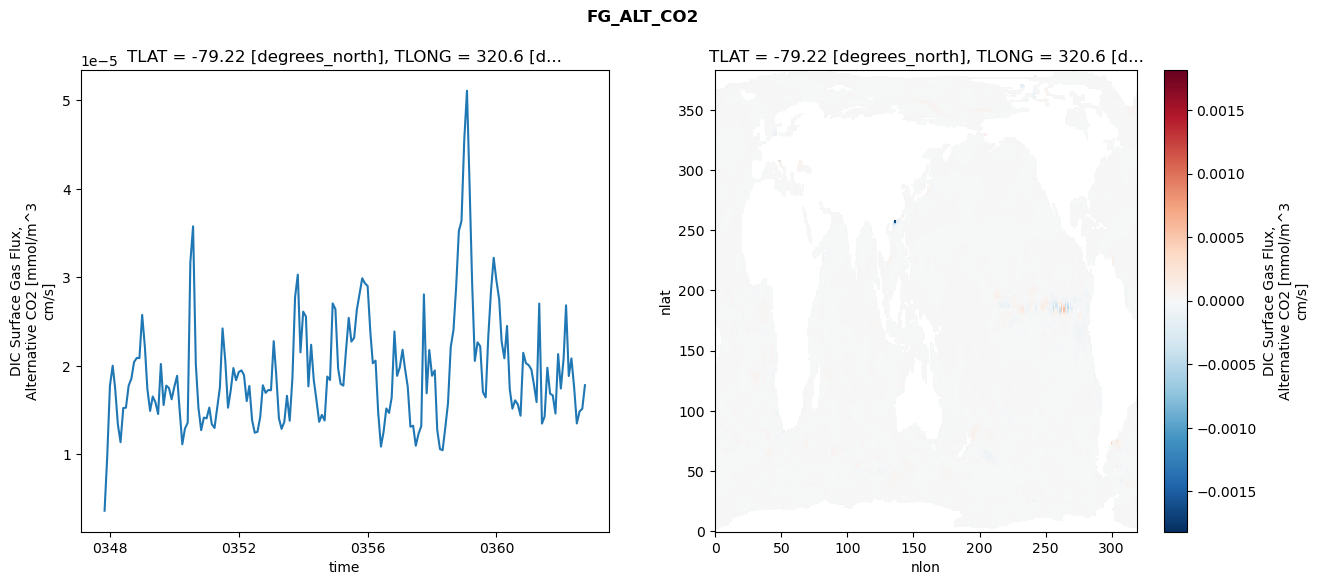 FG_ALT_CO2
TLAT = -79.22 [degrees_north], TLONG = 320.6 [d...
1e−5
5
4
3
2
1
DIC Surface Gas Flux,
Alternative CO2 [mmol/m^3
cm/s]
0348
0352
0356
0360
time
TLAT = -79.22 [degrees_north], TLONG = 320.6 [d...
350
300
250
200
150
100
50
0
nlat
0
50
100
150
200
250
300
nlon
0.0015
0.0010
0.0005
0.0000
−0.0005
−0.0010
−0.0015
DIC Surface Gas Flux,
Alternative CO2 [mmol/m^3
cm/s]